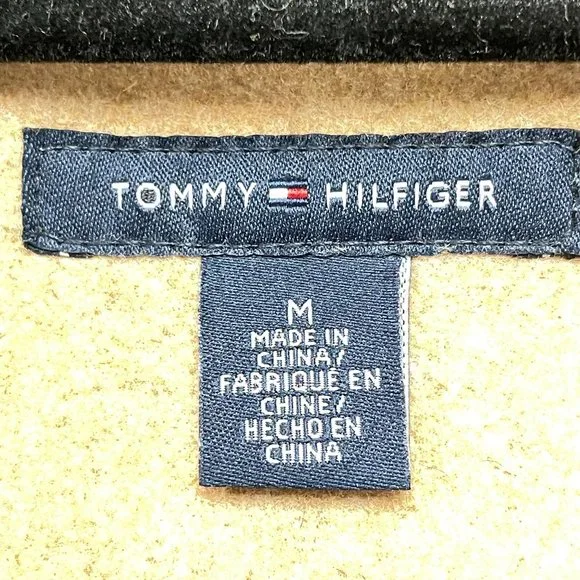 TOMMY HILFIGER
M
MADE IN
CHINA/
FABRIQUÉ EN
CHINE/
HECHO EN
CHINA